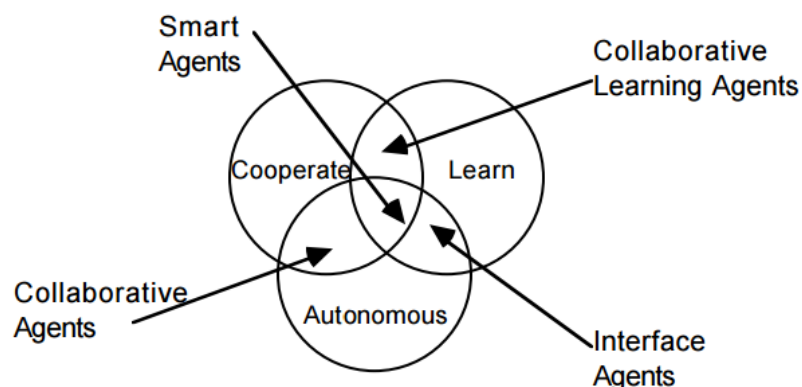 Smart
Agents
Collaborative
Learning Agents
Cooperate
Learn
Collaborative
Agents
Autonomous
Interface
Agents